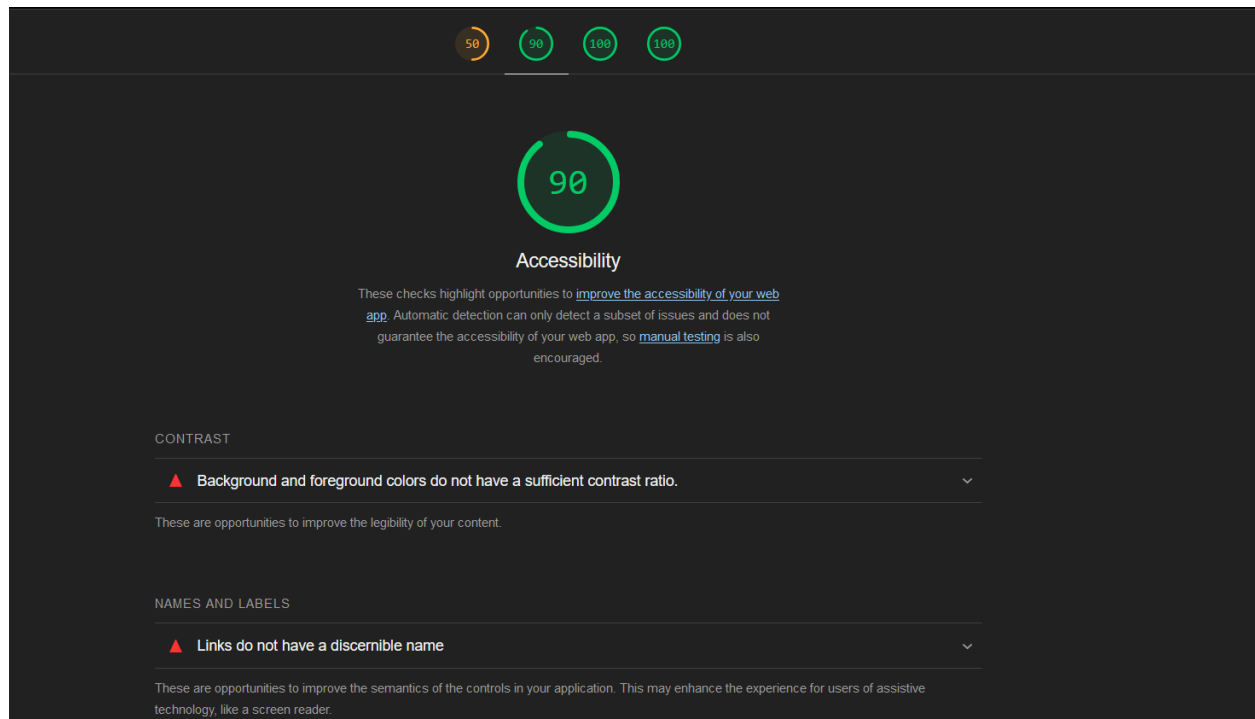 50 90 100 100
90
Accessibility
These checks highlight opportunities to improve the accessibility of your web
app. Automatic detection can only detect a subset of issues and does not
guarantee the accessibility of your web app, so manual testing is also
encouraged.
CONTRAST
Background and foreground colors do not have a sufficient contrast ratio.
These are opportunities to improve the legibility of your content.
NAMES AND LABELS
Links do not have a discernible name
These are opportunities to improve the semantics of the controls in your application. This may enhance the experience for users of assistive
technology, like a screen reader.